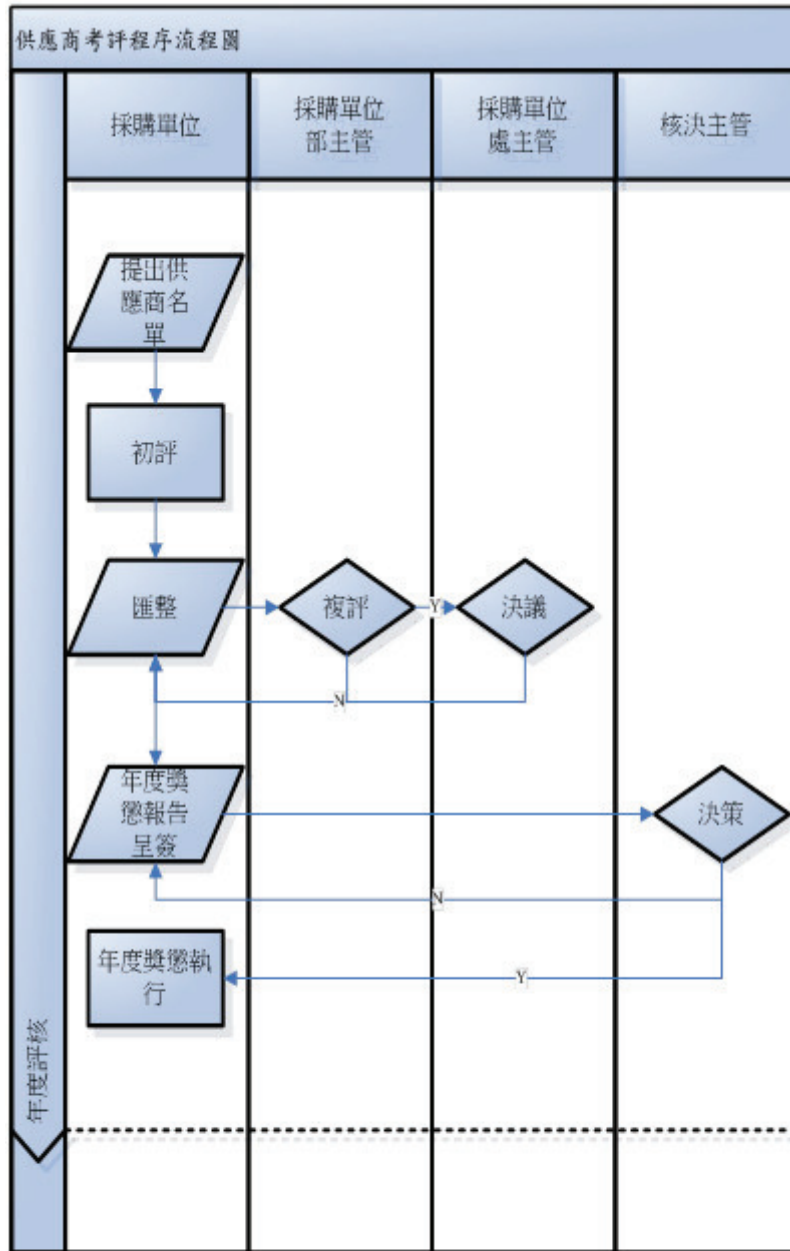 供應商考評程序流程圖
採購單位
採購單位
部主管
採購單位
處主管
核決主管
提出供
應商名
單
初評
匯整
複評
Y
決議
N
年度獎
懲報告
呈簽
決策
N
年度獎懲執
行
Y
年度評核